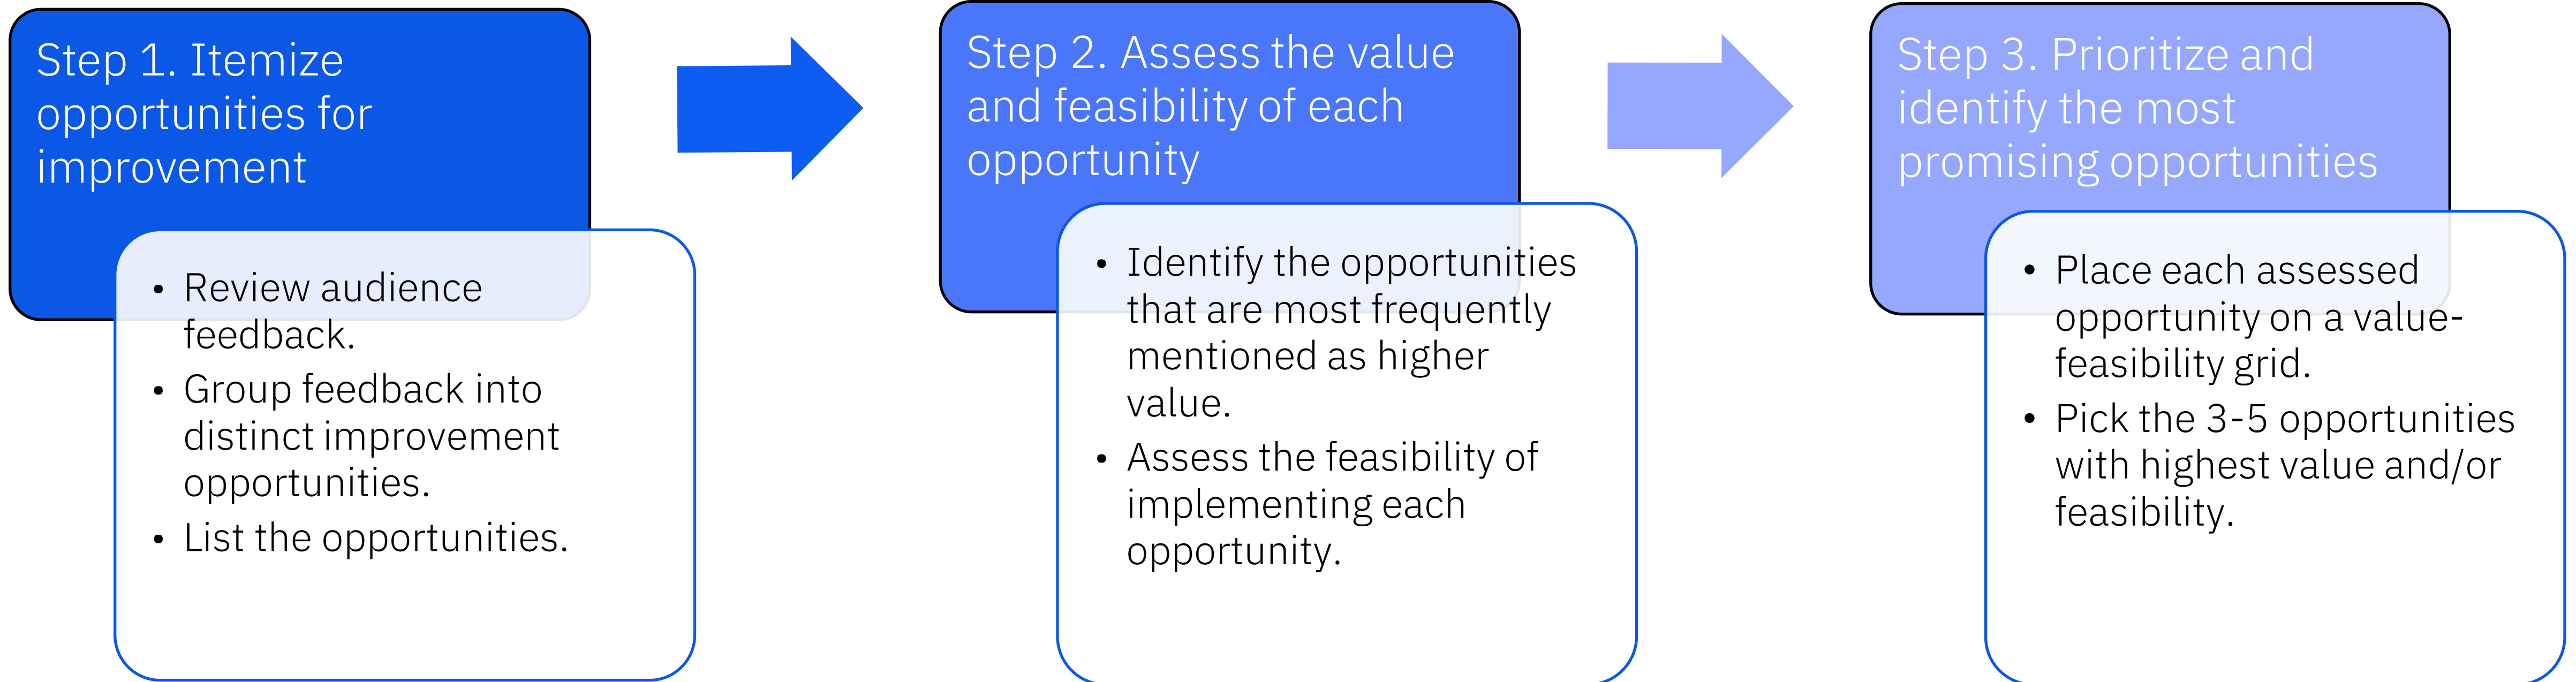 Step 1. Itemize
opportunities for
improvement
• Review audience
feedback.
• Group feedback into
distinct improvement
opportunities.
• List the opportunities.
Step 2. Assess the value
and feasibility of each
opportunity
• Identify the opportunities
that are most frequently
mentioned as higher
value.
• Assess the feasibility of
implementing each
opportunity.
Step 3. Prioritize and
identify the most
promising opportunities
• Place each assessed
opportunity on a value-
feasibility grid.
• Pick the 3-5 opportunities
with highest value and/or
feasibility.